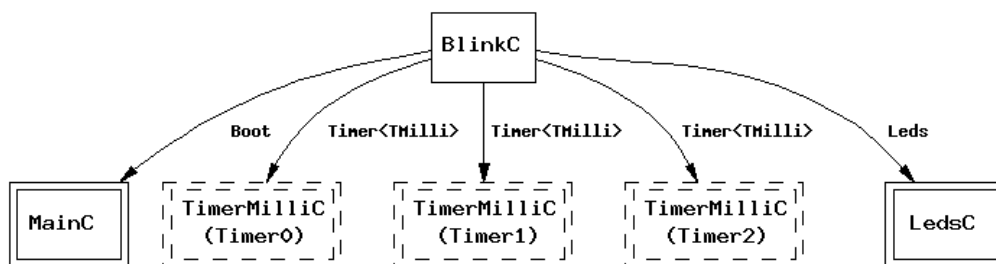 BlinkC
Boot
Timer<TMilli>
Timer<TMilli>
Timer<TMilli>
Leds
MainC
TimerMilliC
(Timer0)
TimerMilliC
(Timer1)
TimerMilliC
(Timer2)
LedsC